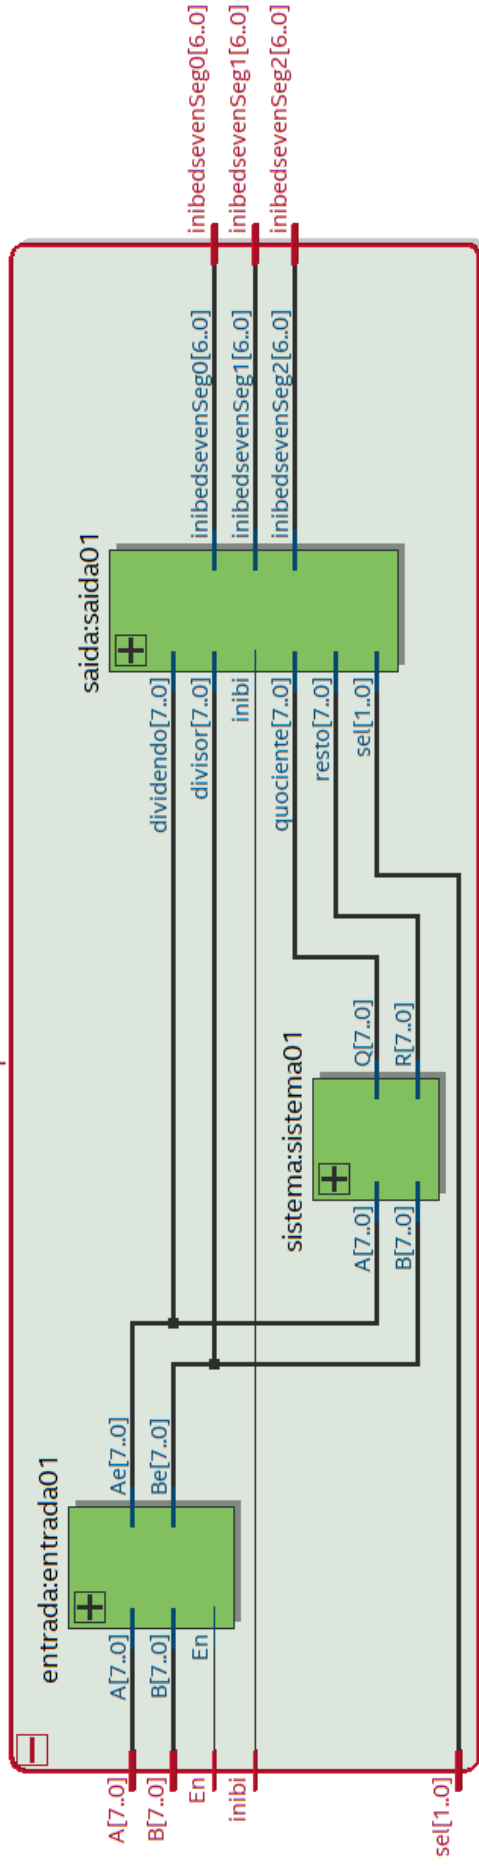 entrada:entrada01
A[7..0]
B[7..0]
En
inibi
sel[1..0]
A[7..0]
B[7..0]
En
Ae[7..0]
Be[7..0]
sistema:sistema01
A[7..0]
B[7..0]
Q[7..0]
R[7..0]
saida:saida01
dividendo[7..0]
divisor[7..0]
inibi
quociente[7..0]
resto[7..0]
sel[1..0]
inibedsevenSeg0[6..0]
inibedsevenSeg1[6..0]
inibedsevenSeg2[6..0]
inibedsevenSeg0[6..0]
inibedsevenSeg1[6..0]
inibedsevenSeg2[6..0]